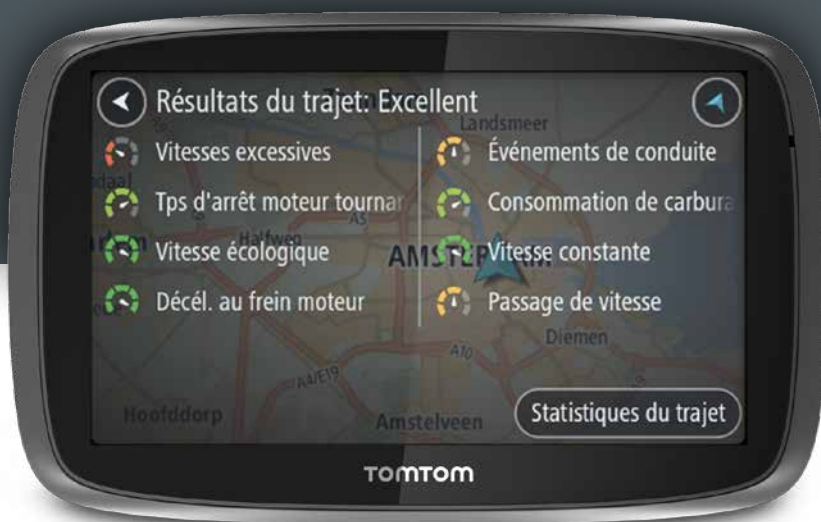 Résultats du trajet: Excellent
Vitesses excessives
Tps d'arrêt moteur tournar
Vitesse écologique
Décél. au frein moteur
Événements de conduite
Consommation de carbura
Vitesse constante
Passage de vitesse
Landsmeer
Halfweg
A5
AMSTERDAM
Diemen
A10
A4/E19
A9
Hoofddorp
Amstelveen
Statistiques du trajet
TOMTOM